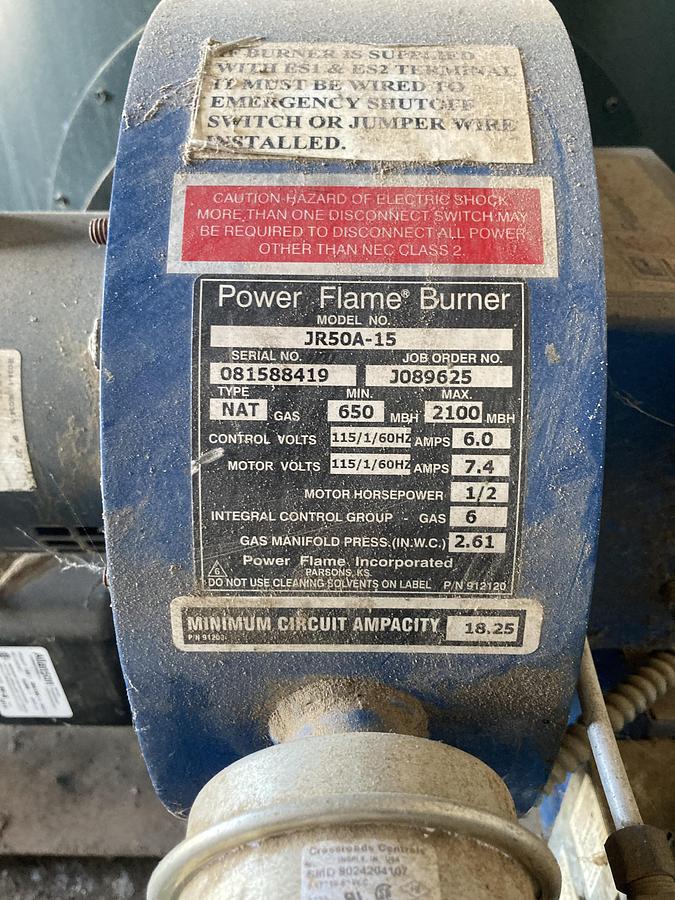 IF BURNER IS SUPPLIED
WITH ES1 & ES2 TERMINAL
IT MUST BE WIRED TO
EMERGENCY SHUTOFF
SWITCH OR JUMPER WIRE
INSTALLED.
CAUTION HAZARD OF ELECTRIC SHOCK.
MORE THAN ONE DISCONNECT SWITCH MAY
BE REQUIRED TO DISCONNECT ALL POWER
OTHER THAN NEC CLASS 2.
Power Flame® Burner
MODEL NO.
JR50A-15
SERIAL NO. JOB ORDER NO.
081588419 J089625
TYPE MIN. MAX.
NAT GAS 650 MBH 2100 MBH
CONTROL VOLTS 115/1/60HZ AMPS 6.0
MOTOR VOLTS 115/1/60HZ AMPS 7.4
MOTOR HORSEPOWER 1/2
INTEGRAL CONTROL GROUP - GAS 6
GAS MANIFOLD PRESS.(IN.W.C.) 2.61
Power Flame, Incorporated
PARSONS, KS.
6
DO NOT USE CLEANING SOLVENTS ON LABEL P/N 912120
MINIMUM CIRCUIT AMPACITY 18.25
Crossroads Controls
USA
9024204107